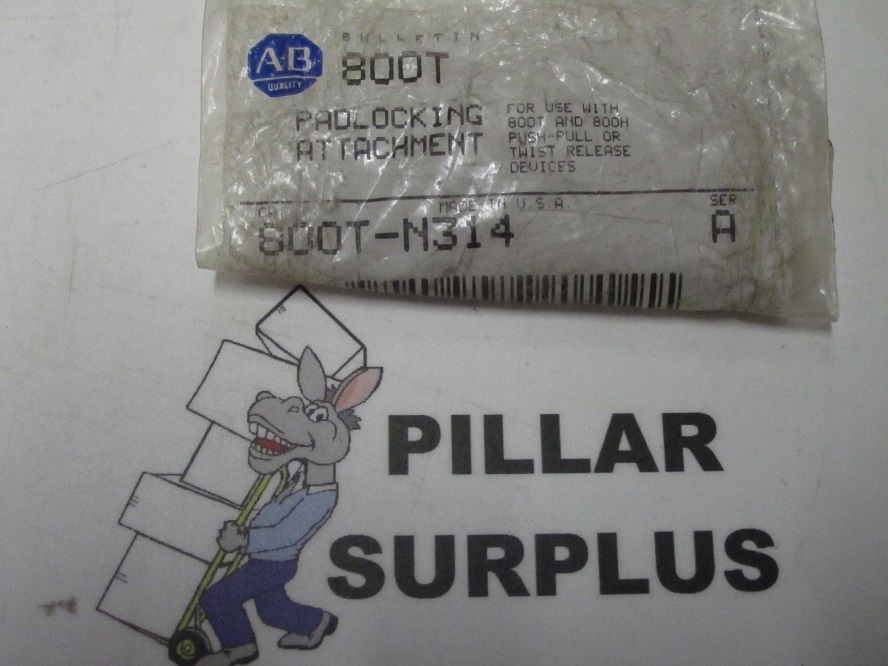 BULLETIN
A-B
QUALITY
800T
PADLOCKING
ATTACHMENT
FOR USE WITH
800T AND 800H
PUSH-PULL OR
TWIST RELEASE
DEVICES
CAT
MADE IN U.S.A.
SER
800T-N314
A
PILLAR
SURPLUS